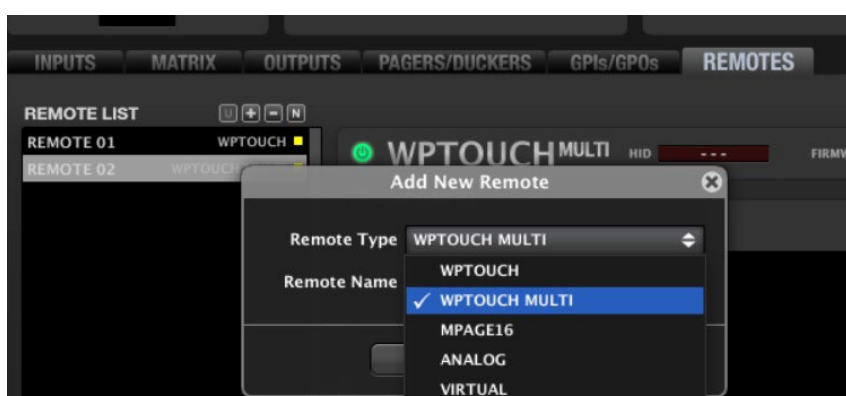 INPUTS MATRIX OUTPUTS PAGERS/DUCKERS GPIs/GPOs REMOTES
REMOTE LIST U + - N
REMOTE 01 WPTOUCH
REMOTE 02 WPTOUCH
WPTOUCH MULTI HID --- FIRMW
Add New Remote
Remote Type WPTOUCH MULTI
Remote Name
WPTOUCH
✓ WPTOUCH MULTI
MPAGE16
ANALOG
VIRTUAL